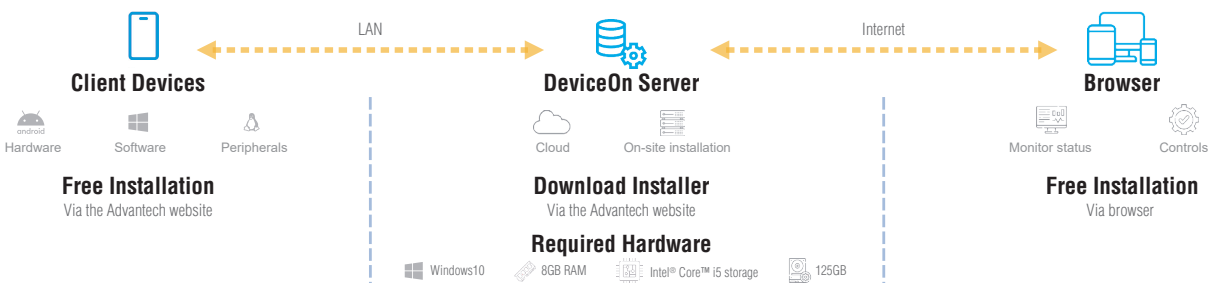 LAN
Internet
Client Devices
DeviceOn Server
Browser
android
Hardware
Software
Peripherals
Cloud
On-site installation
Monitor status
Controls
Free Installation
Via the Advantech website
Download Installer
Via the Advantech website
Free Installation
Via browser
Required Hardware
Windows10
8GB RAM
Intel® Core™ i5 storage
125GB